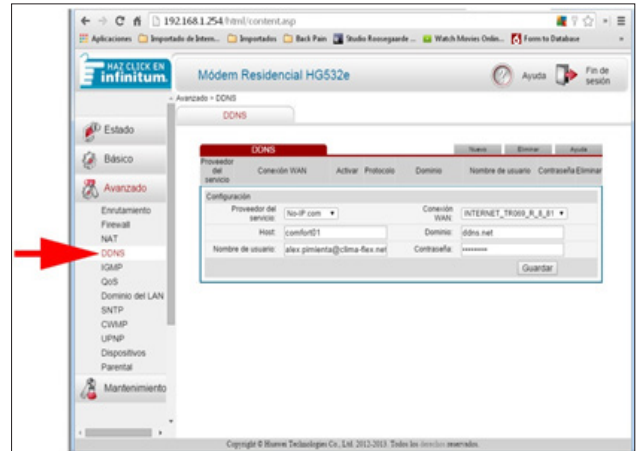 192.168.1.254/html/content.asp
Aplicaciones Importado de Intern... Importados Back Pain Studio Roosegaarde ... Watch Movies Onlin... Form to Database »
HAZ CLICK EN
infinitum.
Módem Residencial HG532e
Ayuda
Fin de sesión
Avanzado > DDNS
DDNS
Estado
Básico
Avanzado
Enrutamiento
Firewall
NAT
DDNS
IGMP
QoS
Dominio del LAN
SNTP
CWMP
UPNP
Dispositivos
Parental
Mantenimiento
DDNS
Nuevo Eliminar Ayuda
Proveedor del servicio Conexión WAN Activar Protocolo Dominio Nombre de usuario Contraseña Eliminar
Configuración
Proveedor del servicio: No-IP.com Conexión WAN: INTERNET_TR069_R_8_81
Host: comfort01 Dominio: ddns.net
Nombre de usuario: alex.pimienta@clima-flex.net Contraseña: ••••••••
Guardar
Copyright © Huawei Technologies Co., Ltd. 2012-2013. Todos los derechos reservados.